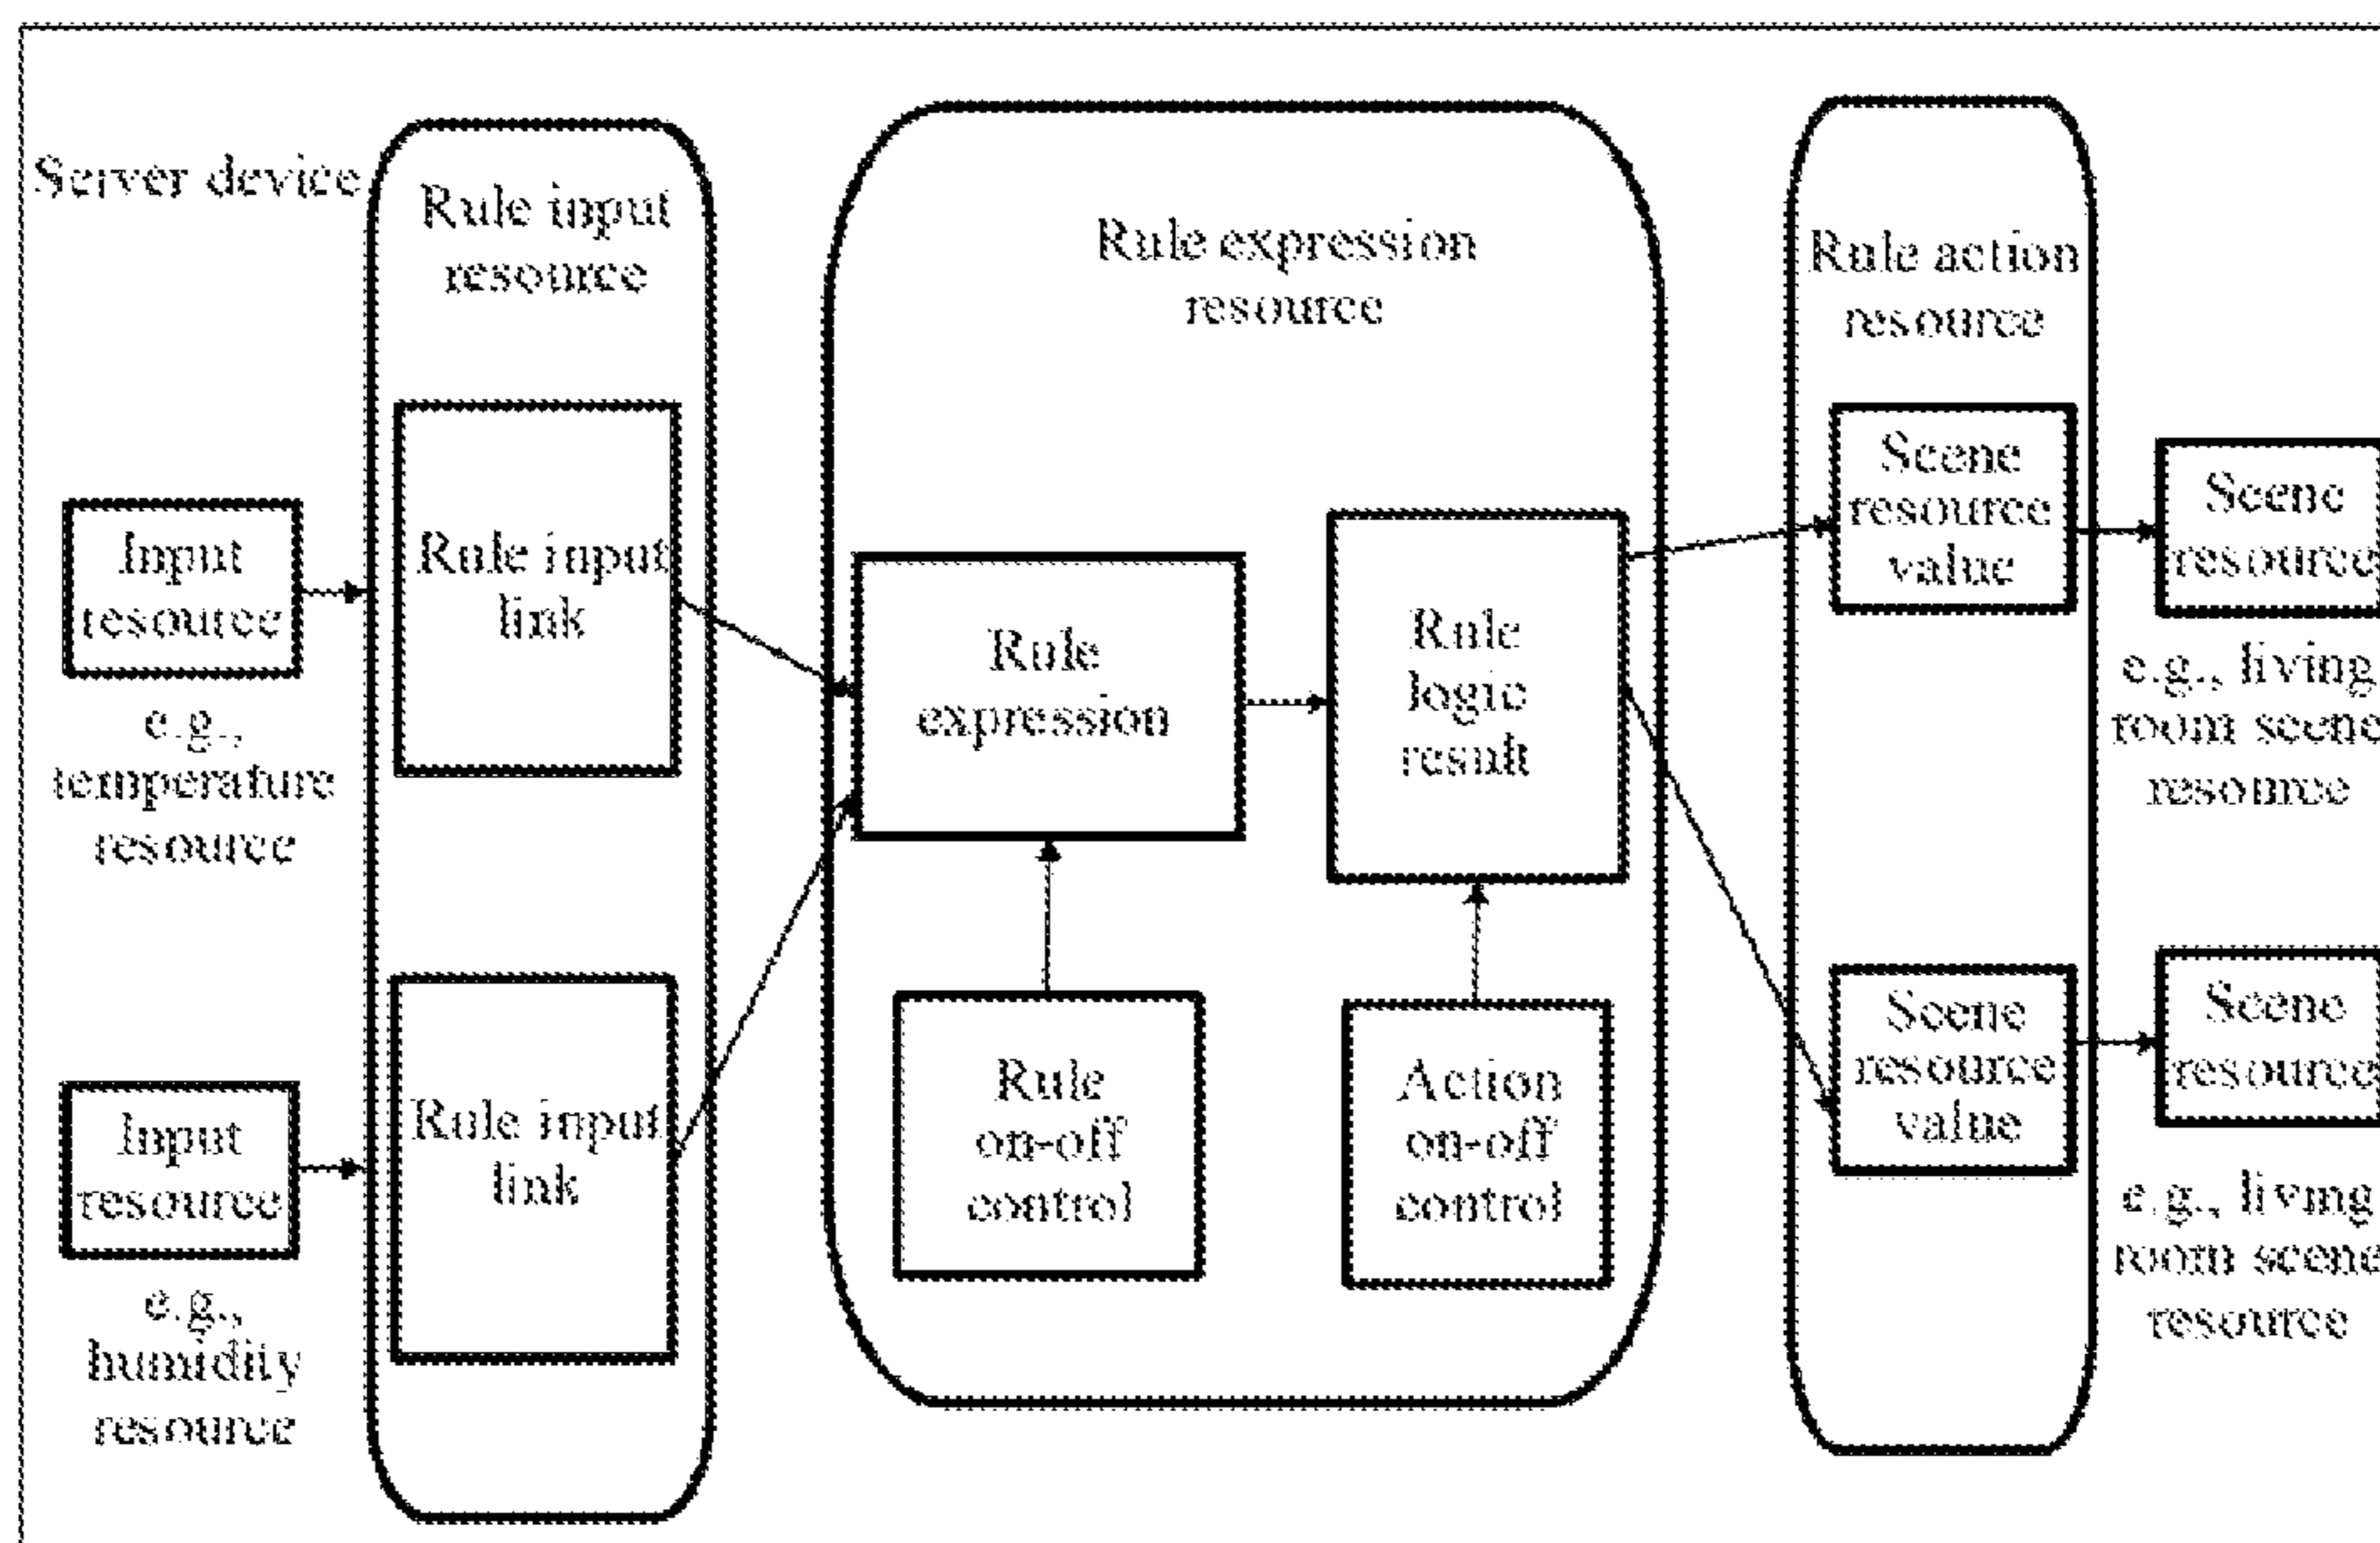 Server device
Rule input
resource
Rule expression
resource
Rule action
resource
Input
resource
e.g.,
temperature
resource
Rule input
link
Rule
expression
Rule
logic
result
Scene
resource
value
Scene
resource
e.g., living
room scene
resource
Input
resource
e.g.,
humidity
resource
Rule input
link
Rule
on-off
control
Action
on-off
control
Scene
resource
value
Scene
resource
e.g., living
room scene
resource